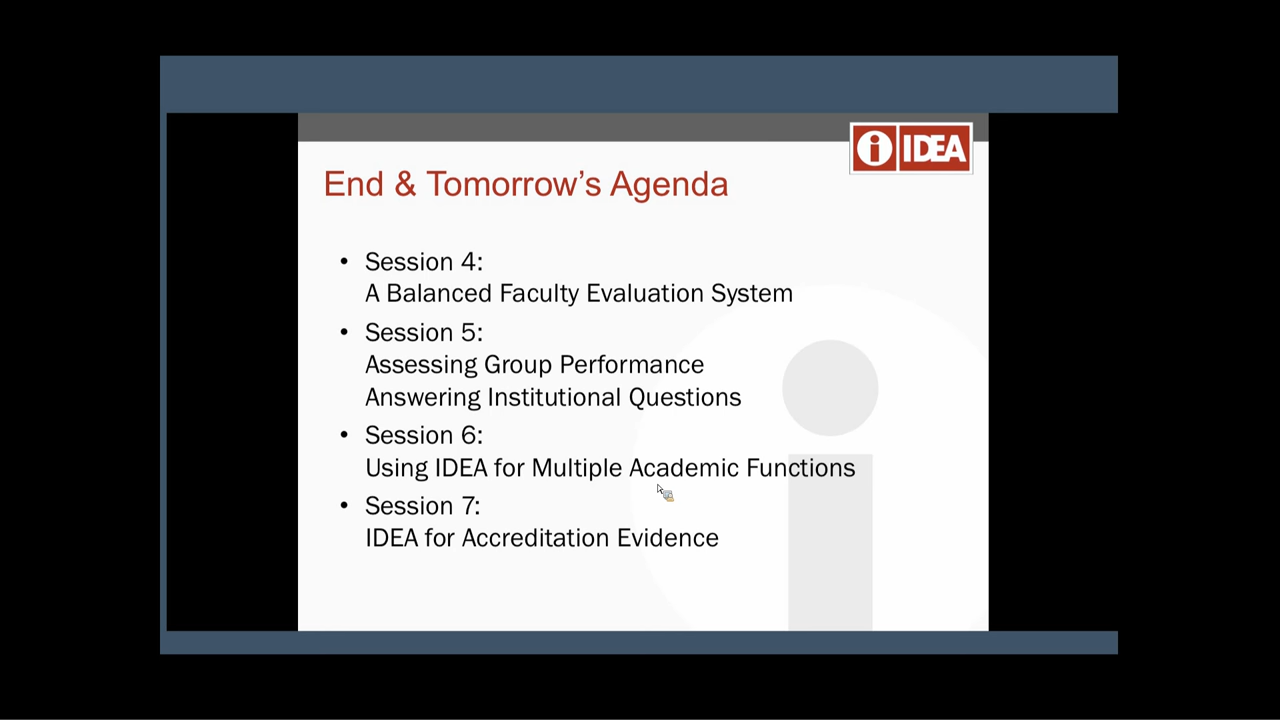 IDEA
End & Tomorrow’s Agenda
• Session 4:
A Balanced Faculty Evaluation System
• Session 5:
Assessing Group Performance
Answering Institutional Questions
• Session 6:
Using IDEA for Multiple Academic Functions
• Session 7:
IDEA for Accreditation Evidence